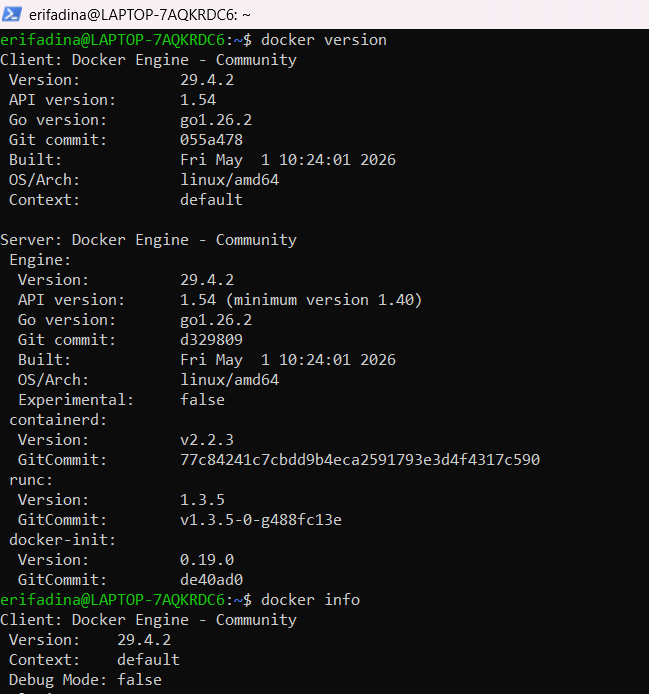 erifadina@LAPTOP-7AQKRDC6: ~
erifadina@LAPTOP-7AQKRDC6:~$ docker version
Client: Docker Engine - Community
 Version:           29.4.2
 API version:       1.54
 Go version:        go1.26.2
 Git commit:        055a478
 Built:             Fri May  1 10:24:01 2026
 OS/Arch:           linux/amd64
 Context:           default

Server: Docker Engine - Community
 Engine:
  Version:          29.4.2
  API version:      1.54 (minimum version 1.40)
  Go version:       go1.26.2
  Git commit:       d329809
  Built:            Fri May  1 10:24:01 2026
  OS/Arch:          linux/amd64
  Experimental:     false
 containerd:
  Version:          v2.2.3
  GitCommit:        77c84241c7cbdd9b4eca2591793e3d4f4317c590
 runc:
  Version:          1.3.5
  GitCommit:        v1.3.5-0-g488fc13e
 docker-init:
  Version:          0.19.0
  GitCommit:        de40ad0
erifadina@LAPTOP-7AQKRDC6:~$ docker info
Client: Docker Engine - Community
 Version:    29.4.2
 Context:    default
 Debug Mode: false